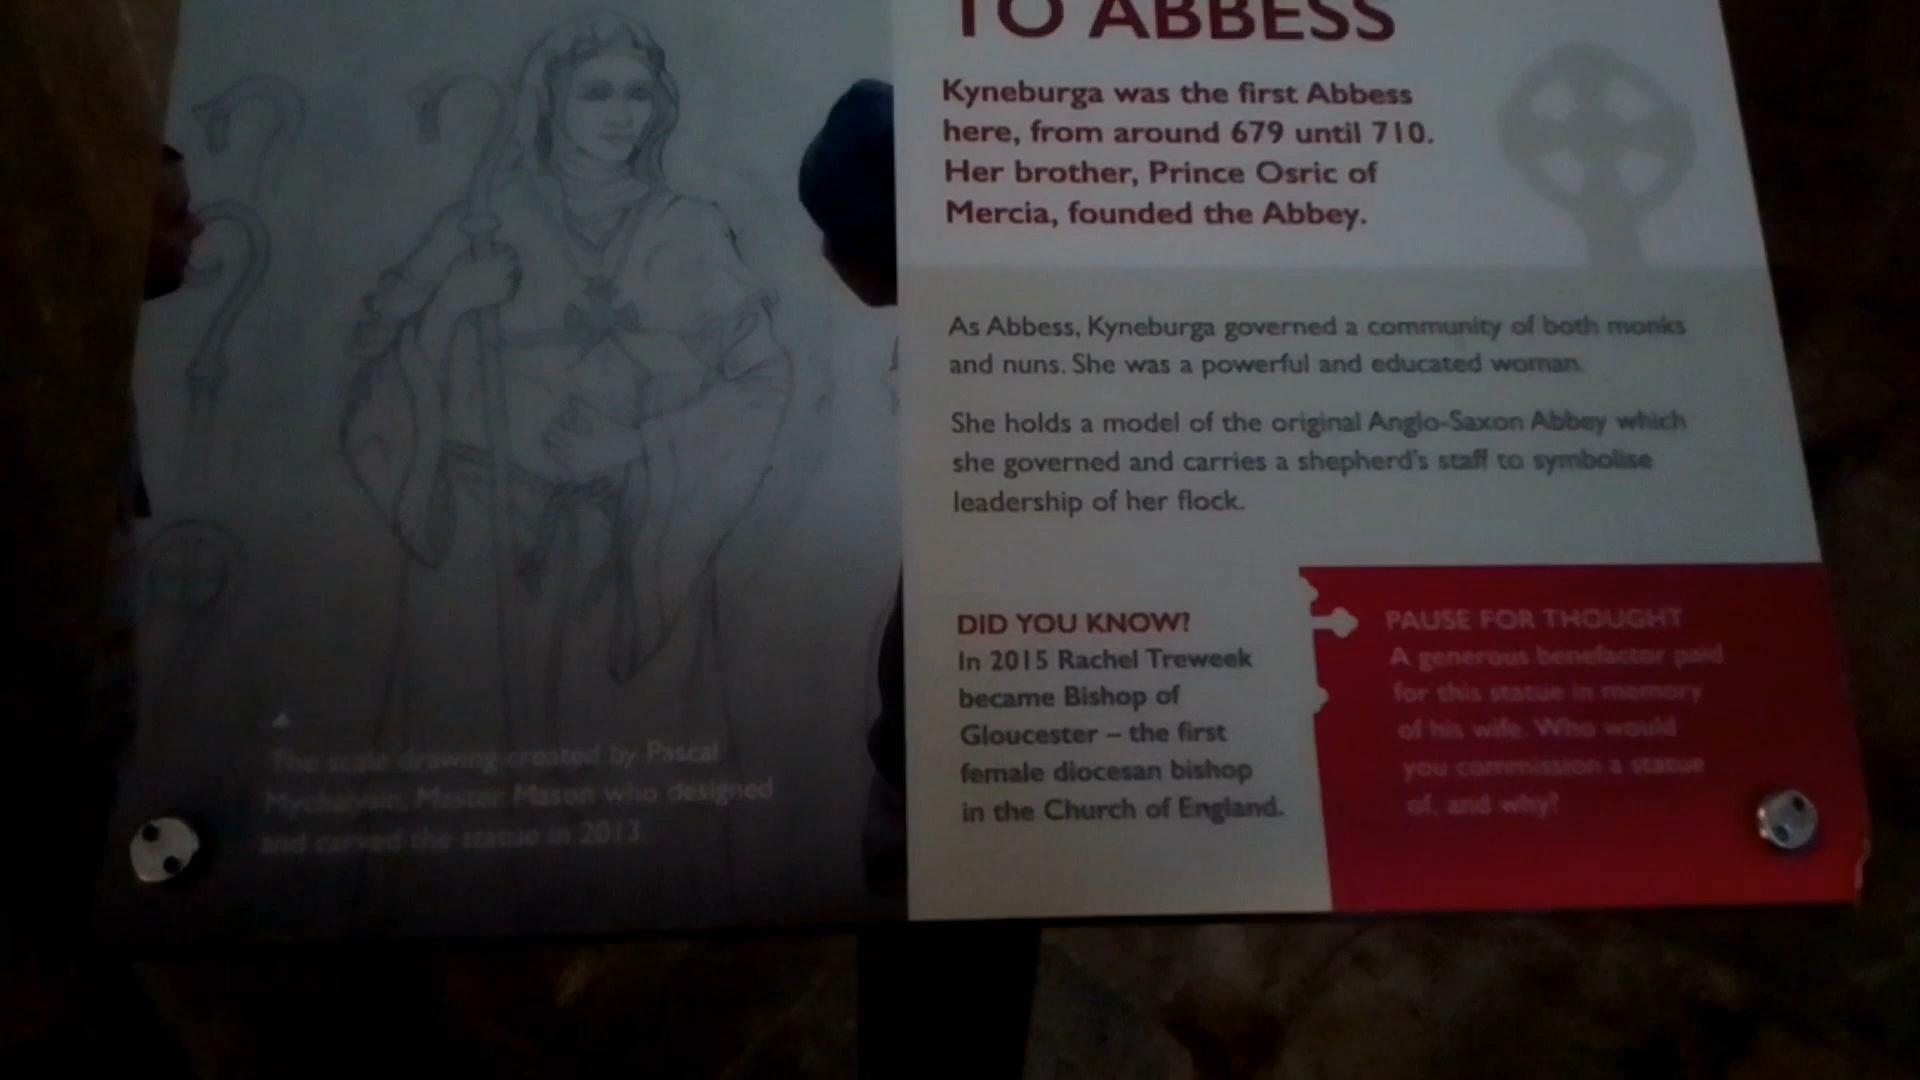 TO ABBESS
Kyneburga was the first Abbess
here, from around 679 until 710.
Her brother, Prince Osric of
Mercia, founded the Abbey.
As Abbess, Kyneburga governed a community of both monks
and nuns. She was a powerful and educated woman.
She holds a model of the original Anglo-Saxon Abbey which
she governed and carries a shepherd's staff to symbolise
leadership of her flock.
DID YOU KNOW?
In 2015 Rachel Treweek
became Bishop of
Gloucester – the first
female diocesan bishop
in the Church of England.
PAUSE FOR THOUGHT
A generous benefactor paid
for this statue in memory
of his wife. Who would
you commission a statue
of, and why?
The scale drawing created by Pascal
Master Mason who designed
and carved the statue in 2013.